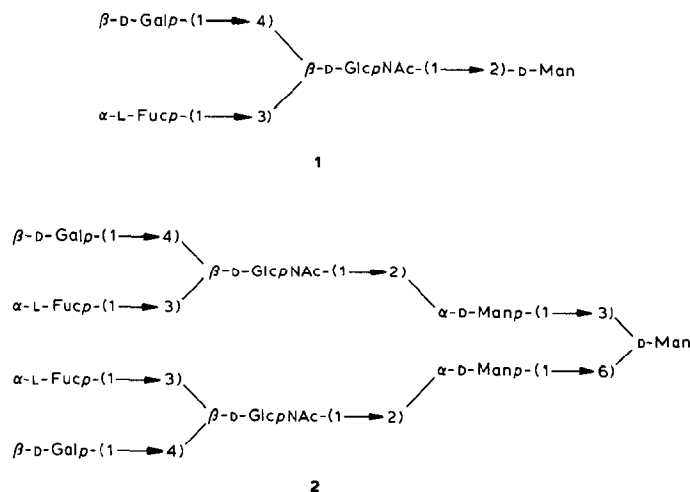 β-D-Galp-(1→4)
β-D-GlcpNAc-(1→2)-D-Man
α-L-Fucp-(1→3)
1
β-D-Galp-(1→4)
β-D-GlcpNAc-(1→2)
α-L-Fucp-(1→3)
α-D-Manp-(1→3)
D-Man
α-D-Manp-(1→6)
α-L-Fucp-(1→3)
β-D-GlcpNAc-(1→2)
β-D-Galp-(1→4)
2